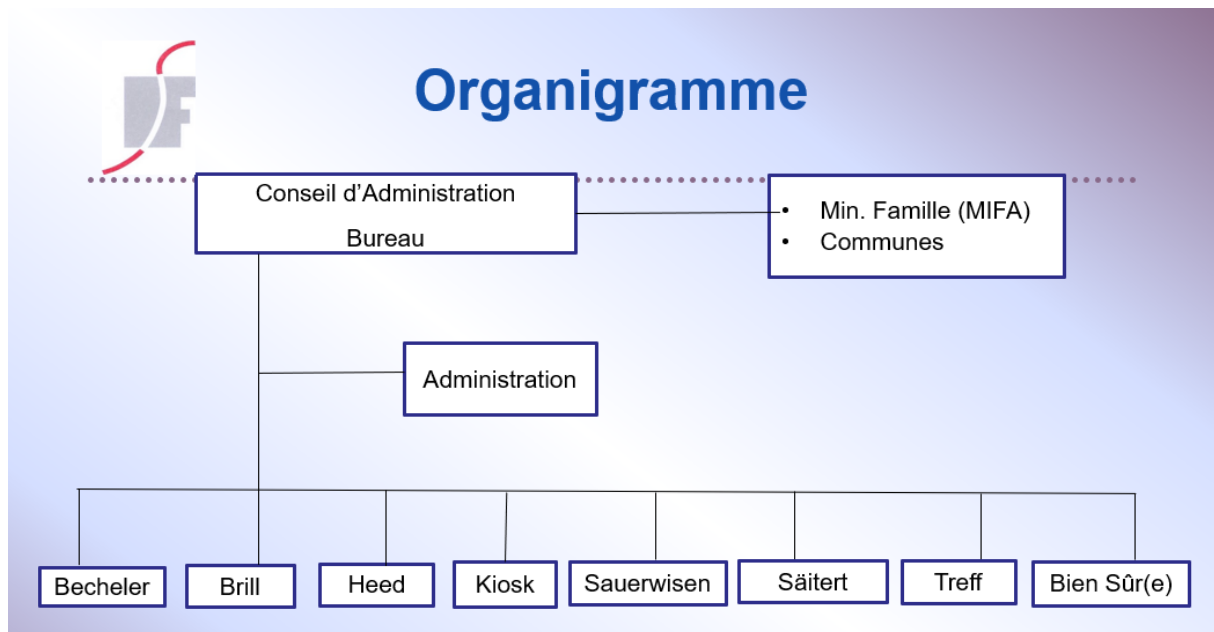 Organigramme
Conseil d’Administration
Bureau
• Min. Famille (MIFA)
• Communes
Administration
Becheler
Brill
Heed
Kiosk
Sauerwisen
Säitert
Treff
Bien Sûr(e)